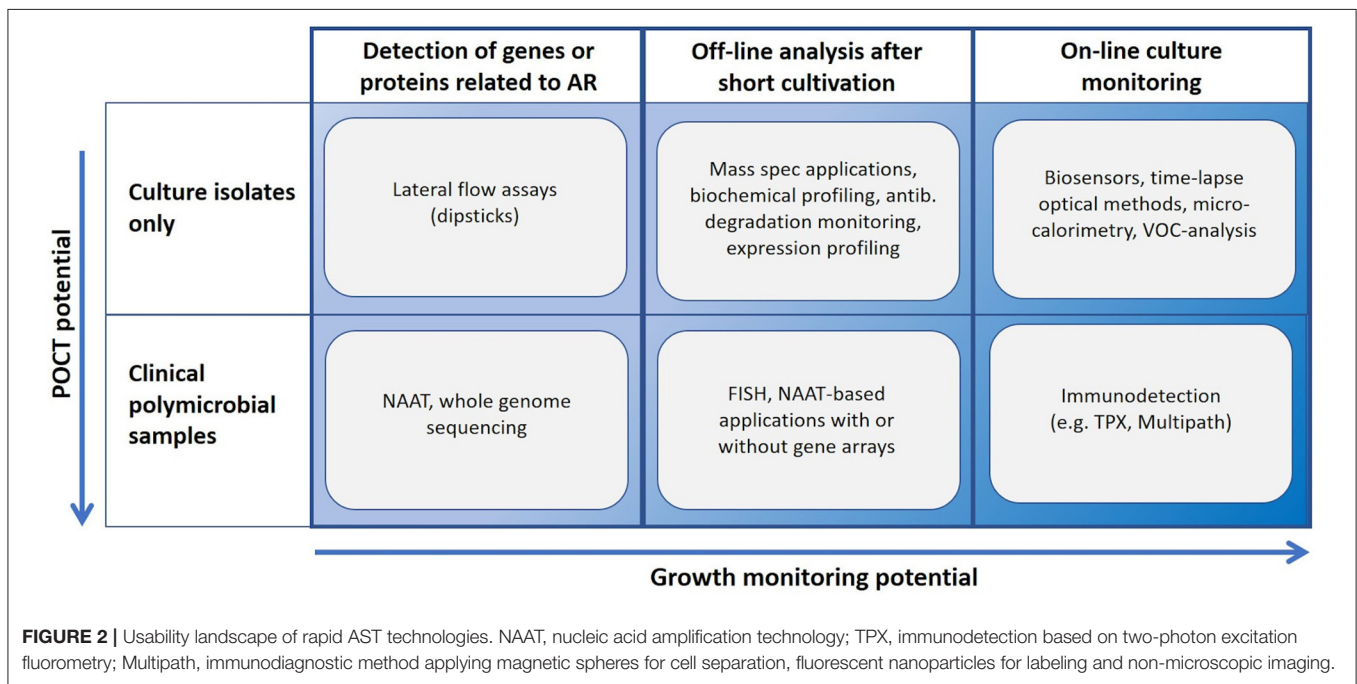 Detection of genes or
proteins related to AR
Off-line analysis after
short cultivation
On-line culture
monitoring
POCT potential
Culture isolates
only
Lateral flow assays
(dipsticks)
Mass spec applications,
biochemical profiling, antib.
degradation monitoring,
expression profiling
Biosensors, time-lapse
optical methods, micro-
calorimetry, VOC-analysis
Clinical
polymicrobial
samples
NAAT, whole genome
sequencing
FISH, NAAT-based
applications with or
without gene arrays
Immunodetection
(e.g. TPX, Multipath)
Growth monitoring potential
FIGURE 2 | Usability landscape of rapid AST technologies. NAAT, nucleic acid amplification technology; TPX, immunodetection based on two-photon excitation
fluorometry; Multipath, immunodiagnostic method applying magnetic spheres for cell separation, fluorescent nanoparticles for labeling and non-microscopic imaging.